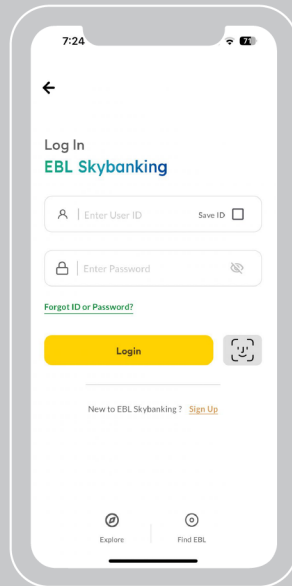 7:24
71
Log In
EBL Skybanking
Enter User ID Save ID
Enter Password
Forgot ID or Password?
Login
New to EBL Skybanking ? Sign Up
Explore Find EBL